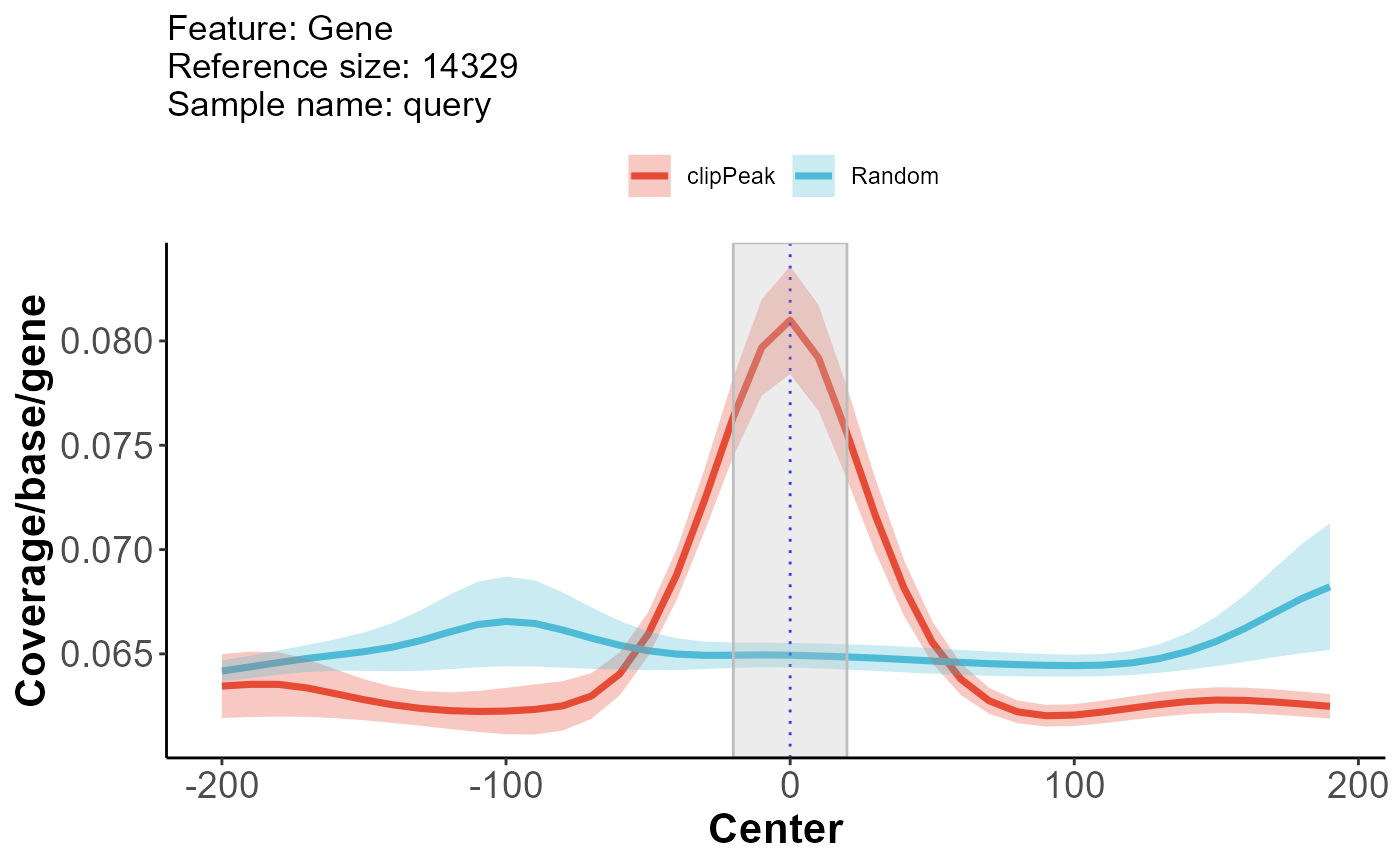 Feature: Gene
Reference size: 14329
Sample name: query
clipPeak
Random
Coverage/base/gene
0.080
0.075
0.070
0.065
-200
-100
0
100
200
Center